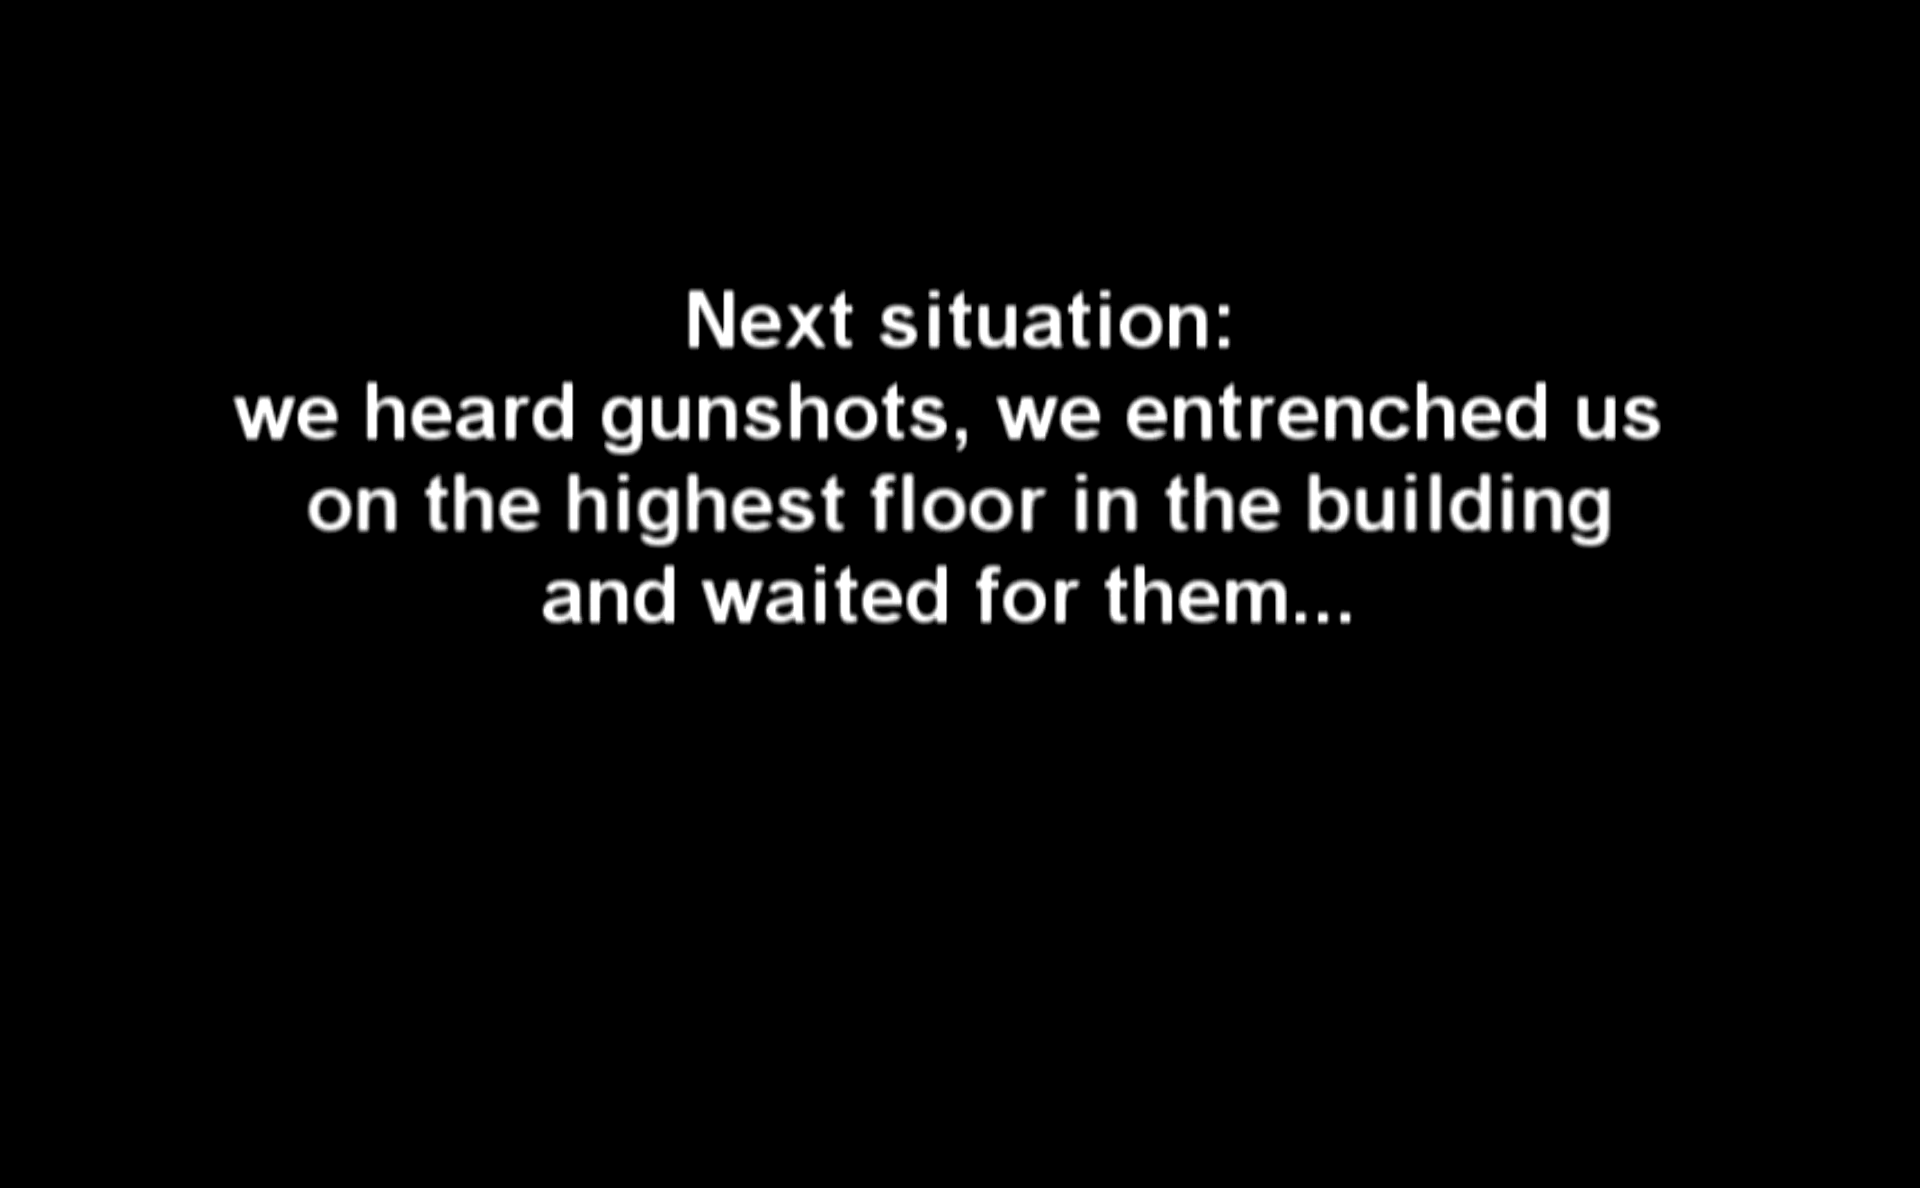 Next situation:
we heard gunshots, we entrenched us
on the highest floor in the building
and waited for them...